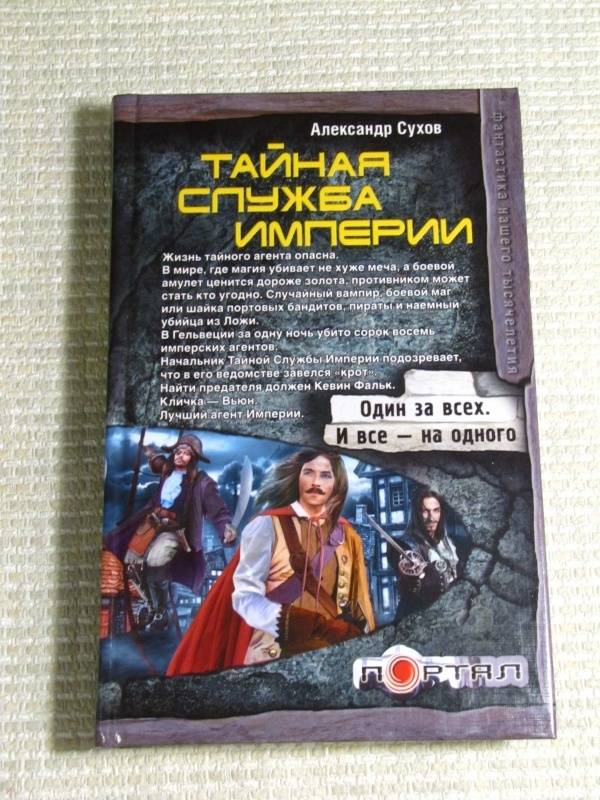 Александр Сухов
ТАЙНАЯ
СЛУЖБА
ИМПЕРИИ
Жизнь тайного агента опасна.
В мире, где магия убивает не хуже меча, а боевой
амулет ценится дороже золота, противником может
стать кто угодно. Случайный вампир, боевой маг
или шайка портовых бандитов, пираты и наемный
убийца из Ложи.
В Гельвеции за одну ночь убито сорок восемь
имперских агентов.
Начальник Тайной Службы Империи подозревает,
что в его ведомстве завелся «крот».
Найти предателя должен Кевин Фальк.
Кличка — Вьюн.
Лучший агент Империи.
Один за всех.
И все — на одного
фантастика нашего тысячелетия
ПОРТАЛ